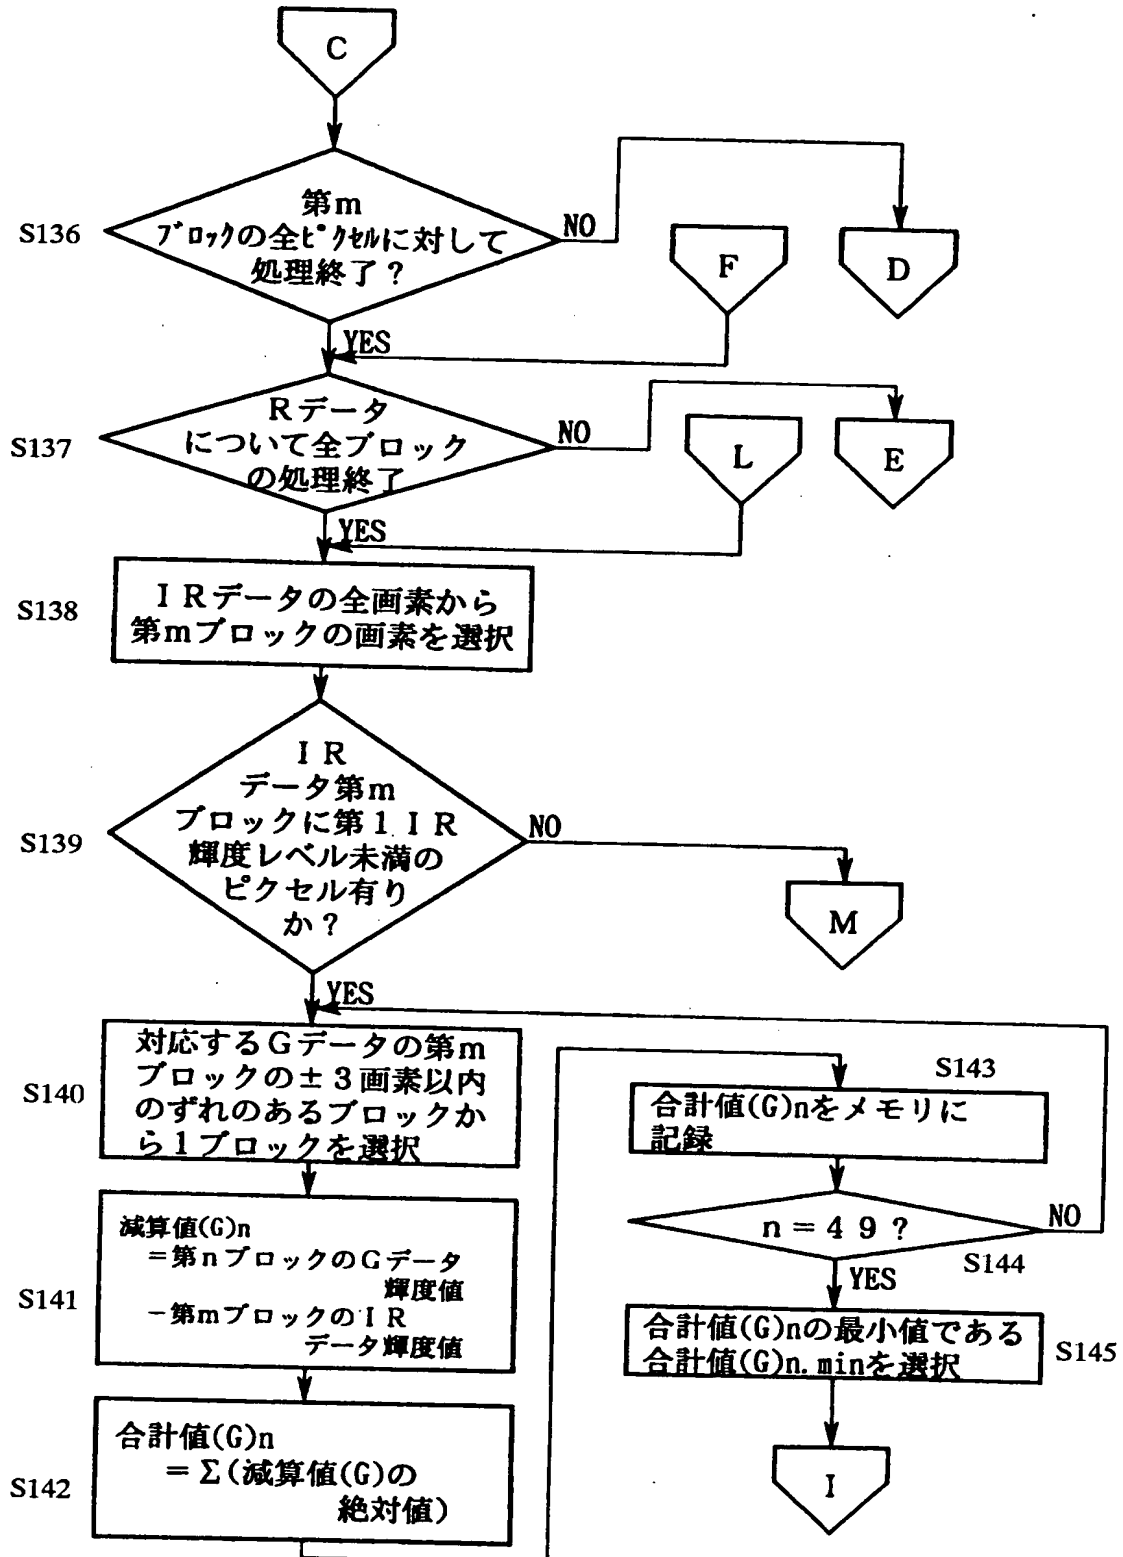 C
S136
第m
ブロックの全ピクセルに対して
処理終了？
NO
D
F
YES
S137
Rデータ
について全ブロック
の処理終了
NO
E
L
YES
S138
IRデータの全画素から
第mブロックの画素を選択
S139
IR
データ第m
ブロックに第1IR
輝度レベル未満の
ピクセル有り
か？
NO
M
YES
S140
対応するGデータの第m
ブロックの±3画素以内
のずれのあるブロックか
ら1ブロックを選択
S141
減算値(G)n
＝第nブロックのGデータ
輝度値
－第mブロックのIR
データ輝度値
S142
合計値(G)n
＝Σ(減算値(G)の
絶対値)
S143
合計値(G)nをメモリに
記録
n＝49？
NO
S144
YES
合計値(G)nの最小値である
合計値(G)n.minを選択
S145
I